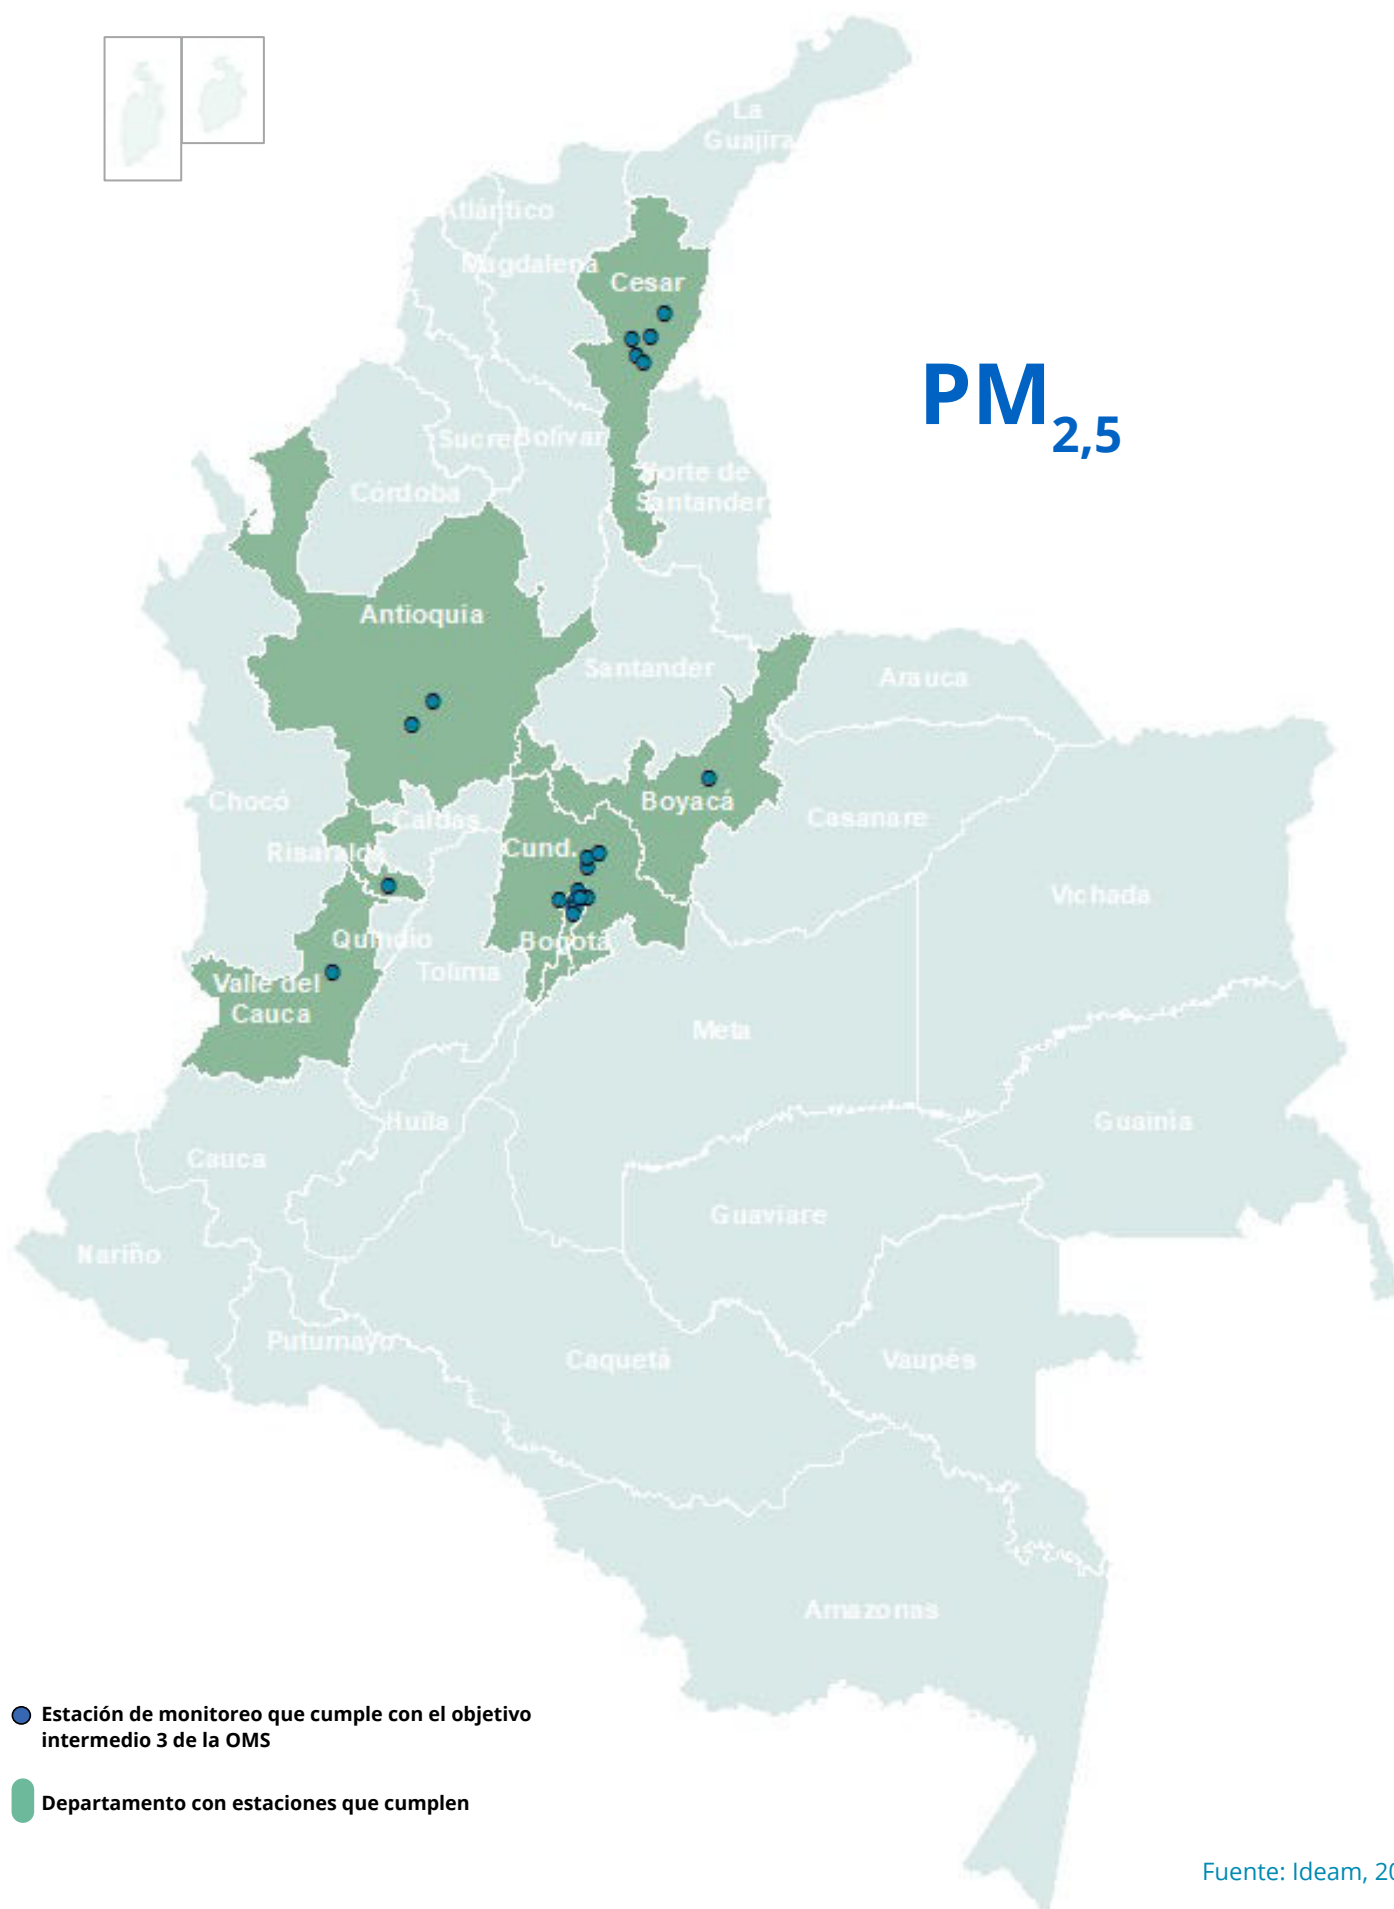 La
Guajira
Atlántico
Magdalena
Cesar
PM2,5
Sucre
Bolívar
Norte de
Santander
Córdoba
Antioquia
Santander
Arauca
Chocó
Boyacá
Caldas
Casanare
Risaralda
Cund.
Vichada
Quindío
Bogotá
Tolima
Valle del
Cauca
Meta
Huila
Guainía
Cauca
Guaviare
Nariño
Putumayo
Caquetá
Vaupés
Amazonas
Estación de monitoreo que cumple con el objetivo
intermedio 3 de la OMS
Departamento con estaciones que cumplen
Fuente: Ideam, 20